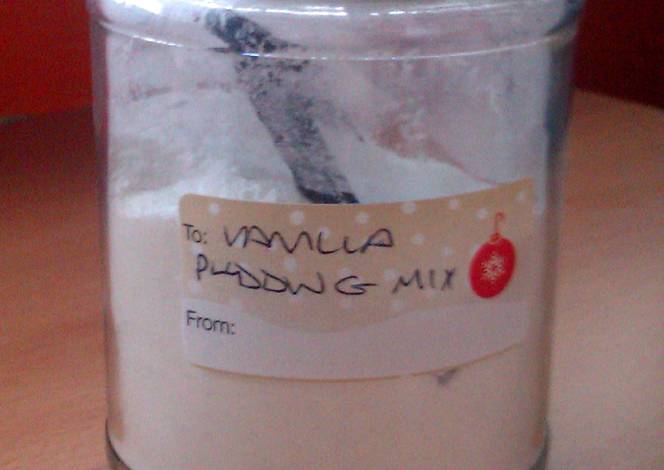 To: VANILLA
PUDDING MIX
From: